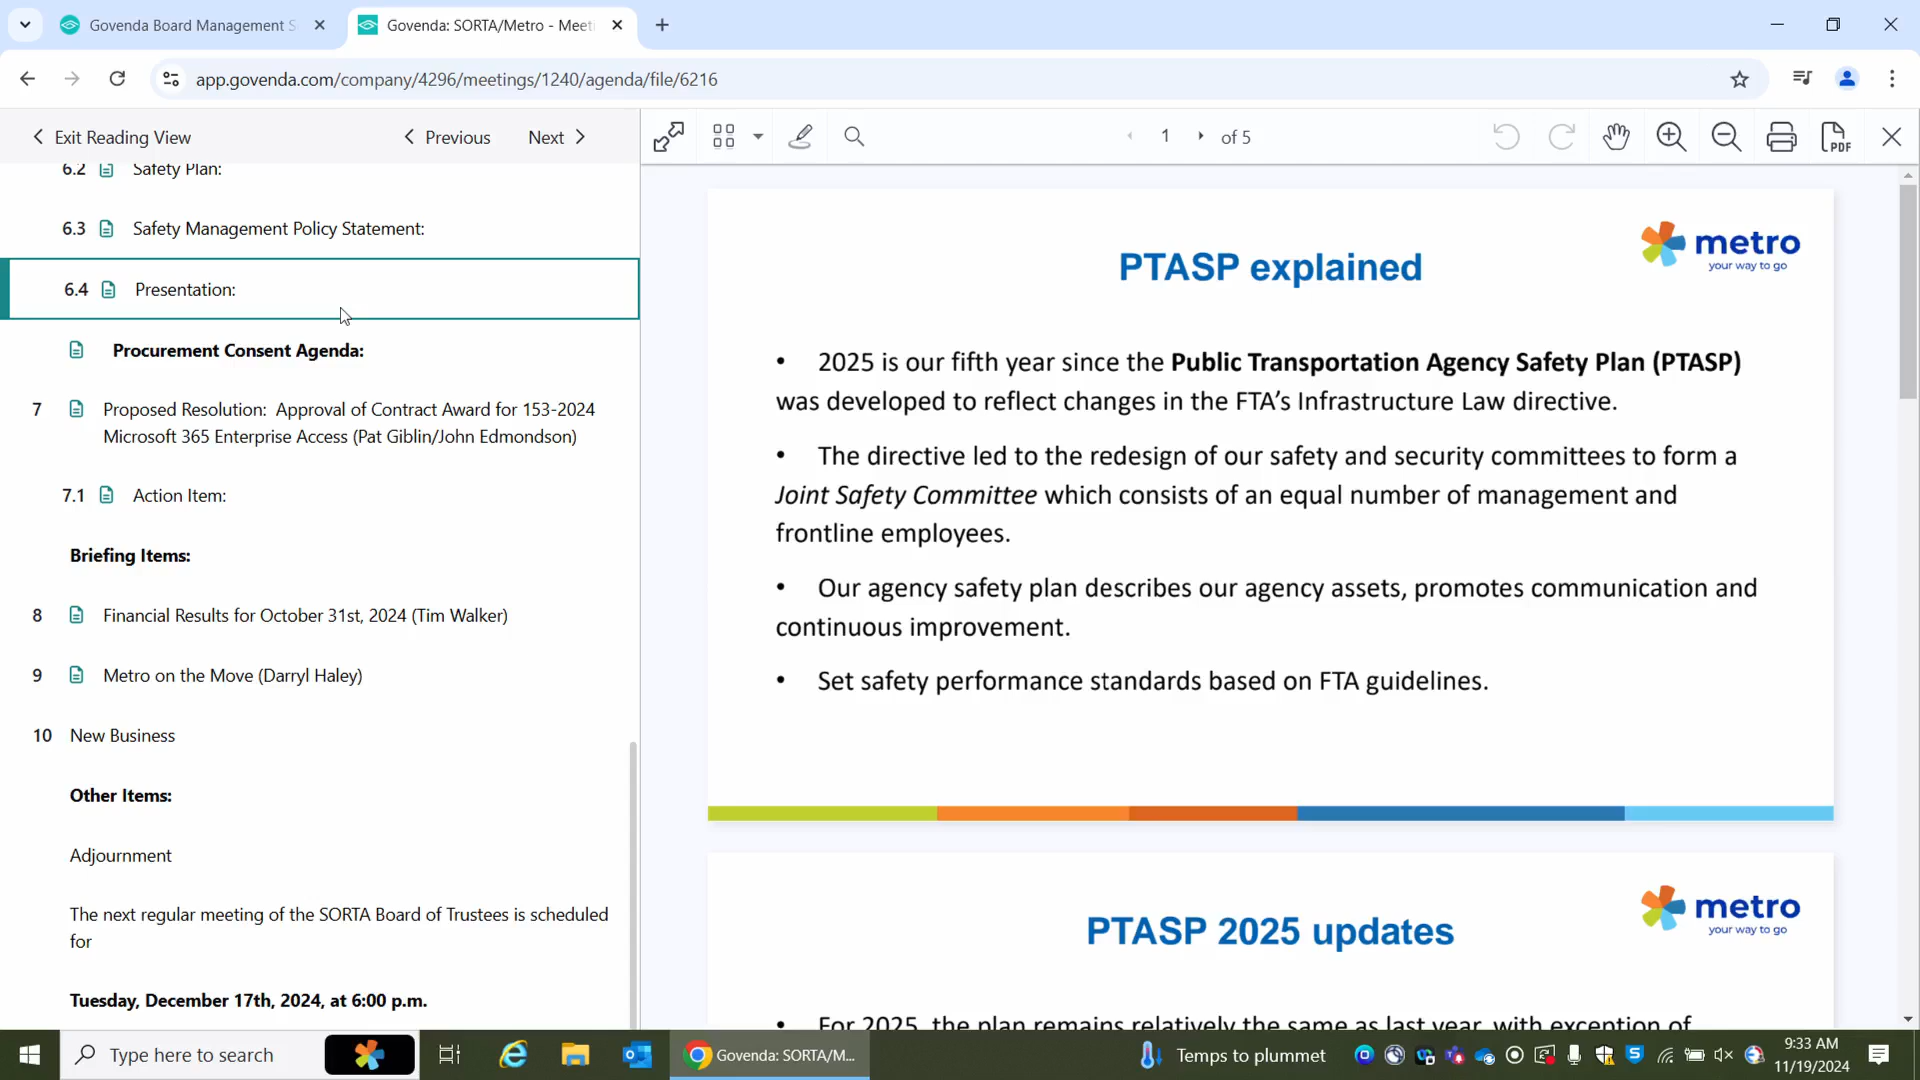 Govenda Board Management S
Govenda: SORTA/Metro - Meeti
app.govenda.com/company/4296/meetings/1240/agenda/file/6216
Exit Reading View
Previous
Next
1
of 5
PDF
6.2 Safety Plan:
6.3 Safety Management Policy Statement:
6.4 Presentation:
Procurement Consent Agenda:
7 Proposed Resolution: Approval of Contract Award for 153-2024
Microsoft 365 Enterprise Access (Pat Giblin/John Edmondson)
7.1 Action Item:
Briefing Items:
8 Financial Results for October 31st, 2024 (Tim Walker)
9 Metro on the Move (Darryl Haley)
10 New Business
Other Items:
Adjournment
The next regular meeting of the SORTA Board of Trustees is scheduled
for
Tuesday, December 17th, 2024, at 6:00 p.m.
metro
your way to go
PTASP explained
• 2025 is our fifth year since the Public Transportation Agency Safety Plan (PTASP)
was developed to reflect changes in the FTA’s Infrastructure Law directive.
• The directive led to the redesign of our safety and security committees to form a
Joint Safety Committee which consists of an equal number of management and
frontline employees.
• Our agency safety plan describes our agency assets, promotes communication and
continuous improvement.
• Set safety performance standards based on FTA guidelines.
metro
your way to go
PTASP 2025 updates
• For 2025, the plan remains relatively the same as last year, with exception of
Type here to search
Govenda: SORTA/M...
Temps to plummet
9:33 AM
11/19/2024